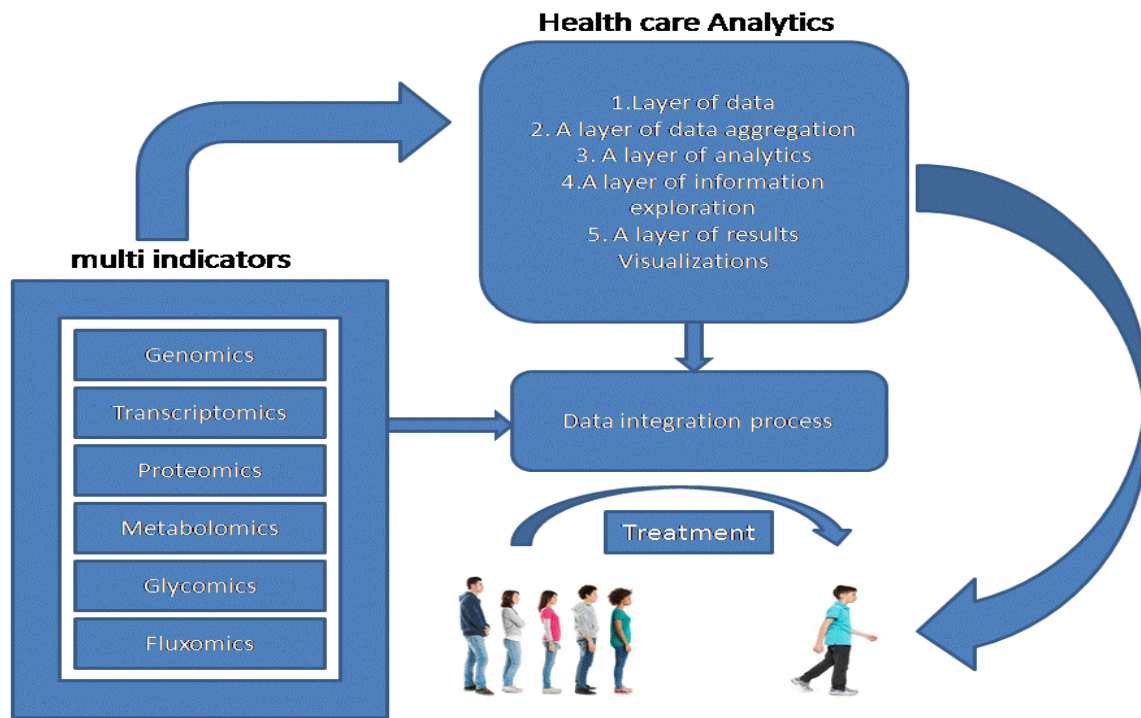 Health care Analytics
1.Layer of data
2. A layer of data aggregation
3. A layer of analytics
4.A layer of information
exploration
5. A layer of results
Visualizations
multi indicators
Genomics
Transcriptomics
Proteomics
Metabolomics
Glycomics
Fluxomics
Data integration process
Treatment